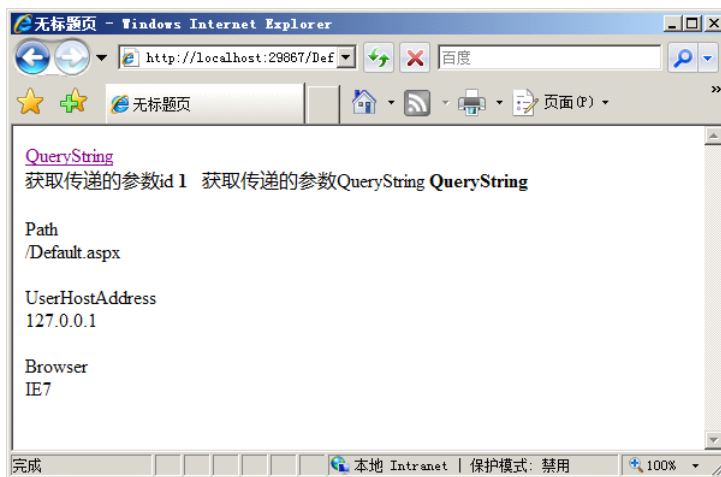 无标题页 - Windows Internet Explorer
http://localhost:29867/Def
百度
无标题页
页面(P)
»
QueryString
获取传递的参数id 1 获取传递的参数QueryString QueryString
Path
/Default.aspx
UserHostAddress
127.0.0.1
Browser
IE7
完成
本地 Intranet | 保护模式: 禁用
100%